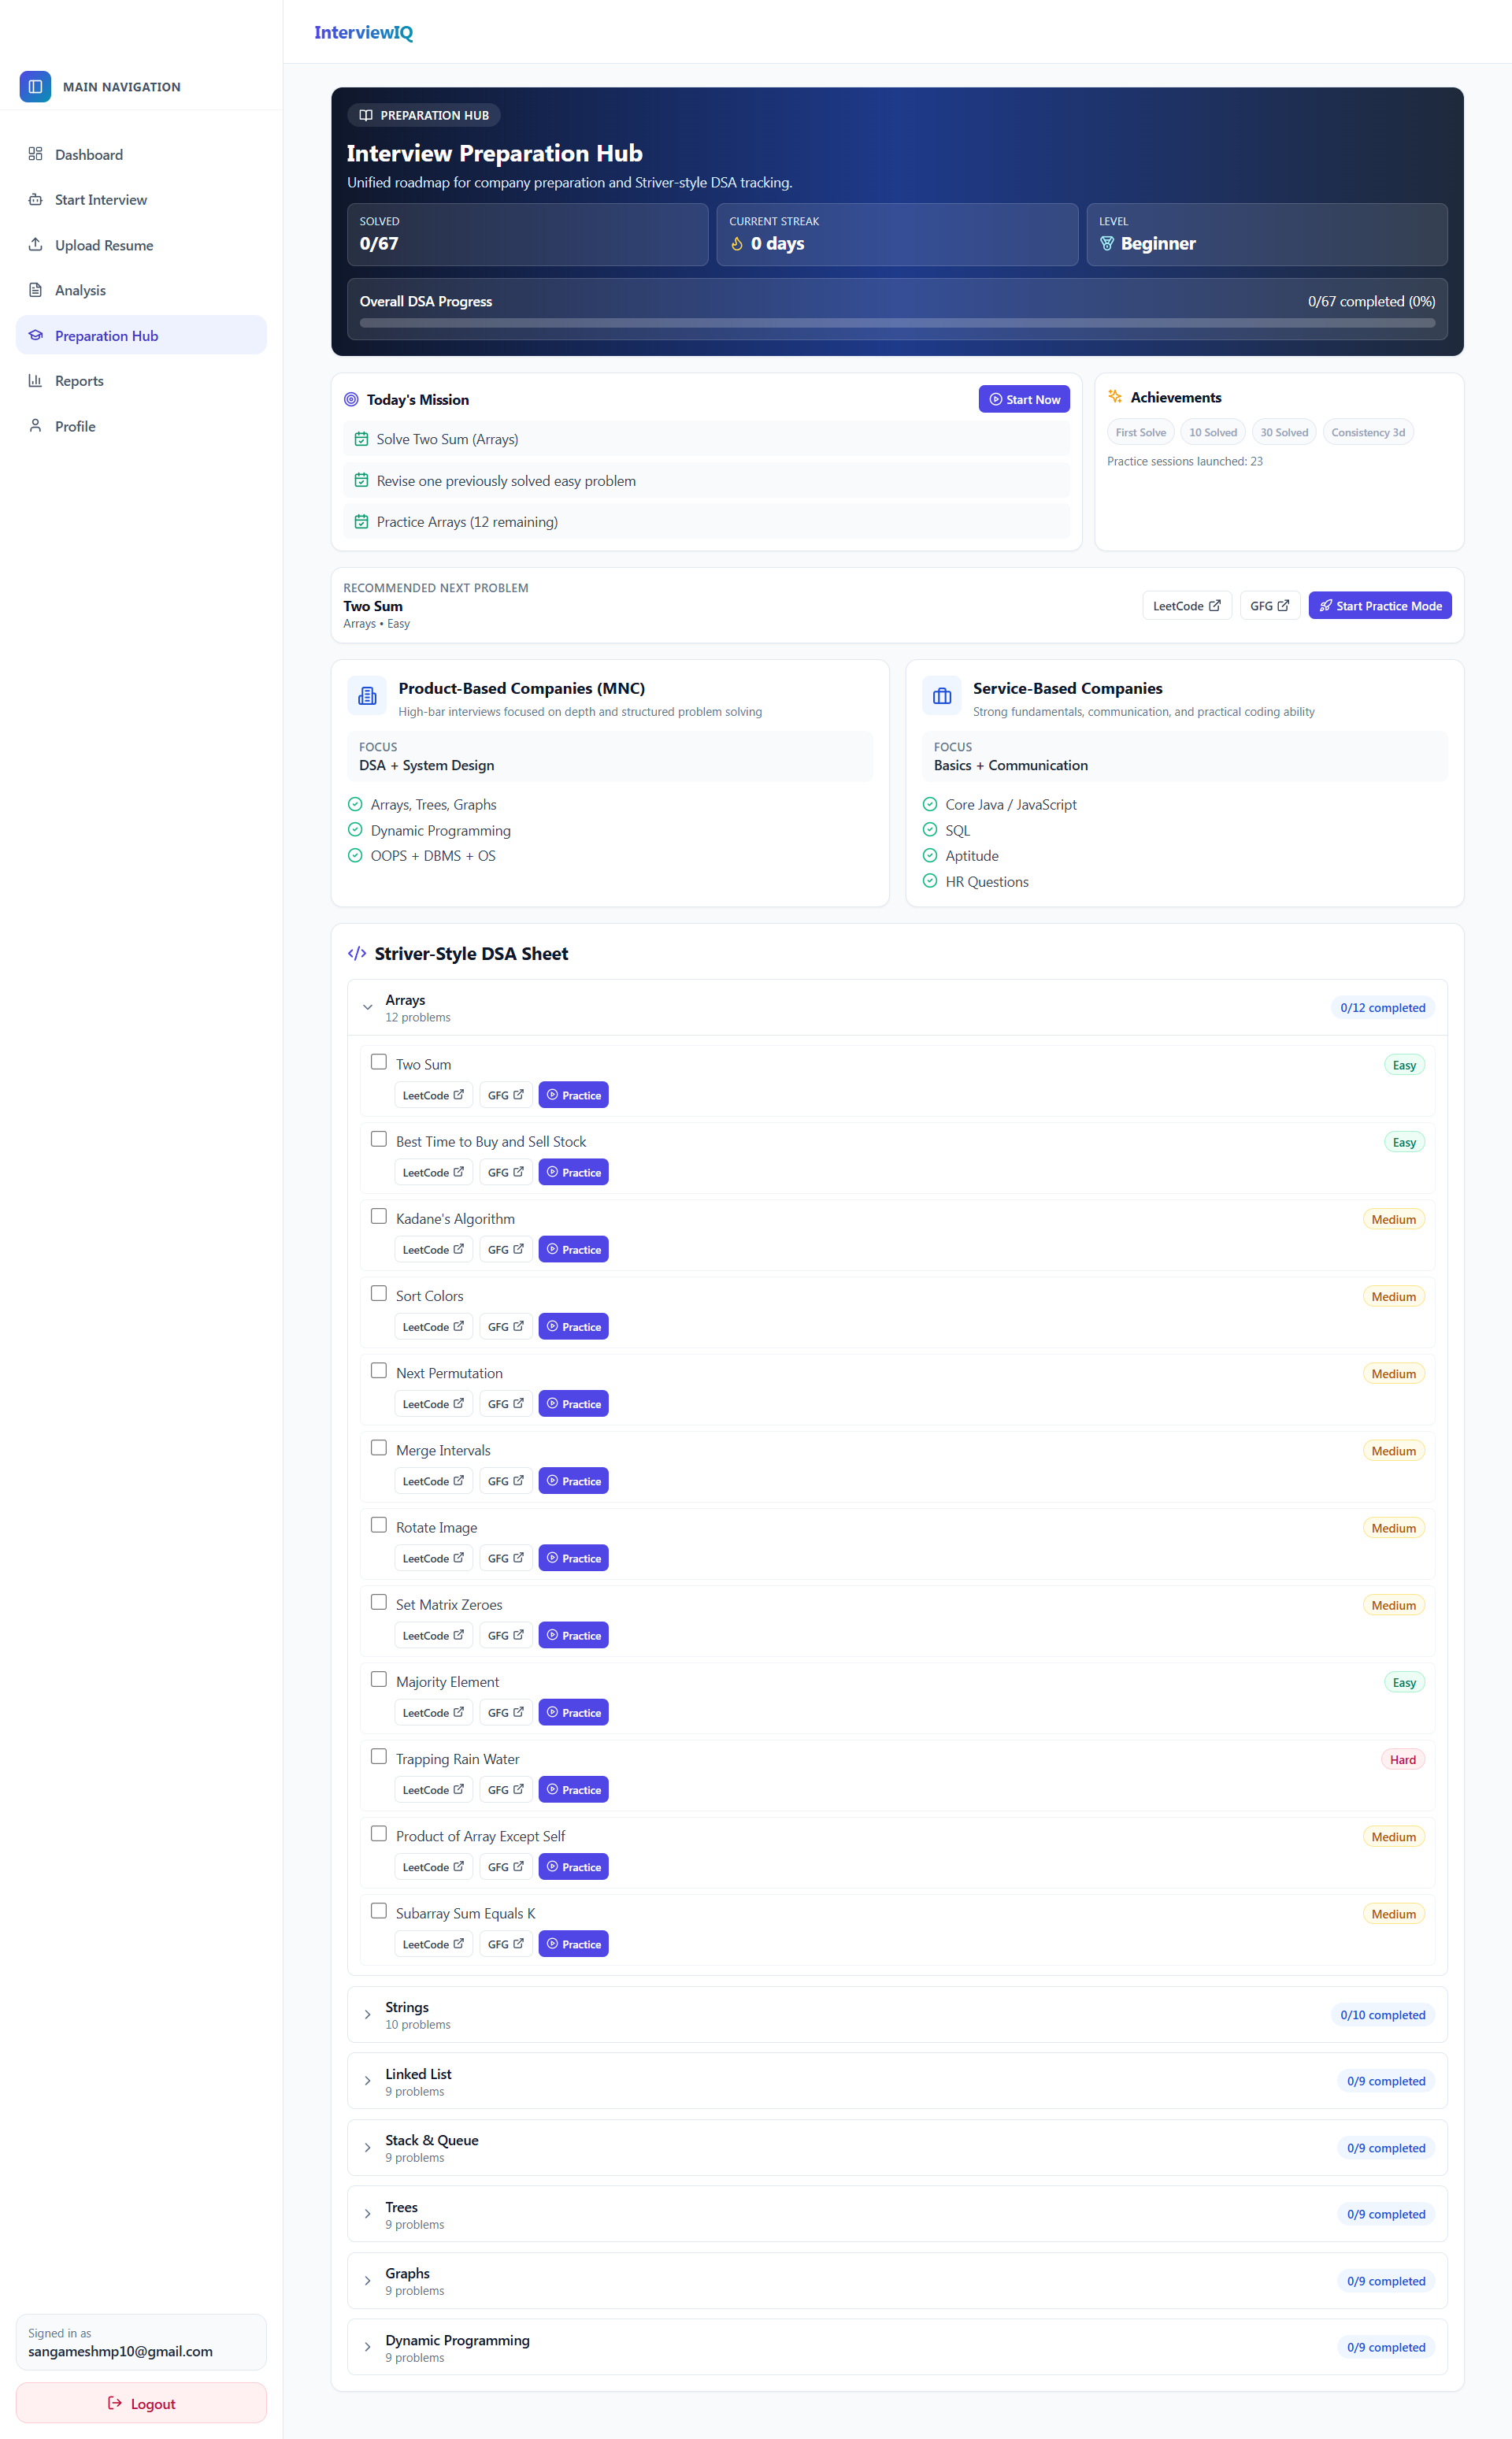 InterviewIQ
MAIN NAVIGATION
Dashboard
Start Interview
Upload Resume
Analysis
Preparation Hub
Reports
Profile
Signed in as
sangameshmp10@gmail.com
Logout
PREPARATION HUB
Interview Preparation Hub
Unified roadmap for company preparation and Striver-style DSA tracking.
SOLVED
0/67
CURRENT STREAK
0 days
LEVEL
Beginner
Overall DSA Progress
0/67 completed (0%)
Today's Mission
Start Now
Solve Two Sum (Arrays)
Revise one previously solved easy problem
Practice Arrays (12 remaining)
Achievements
First Solve
10 Solved
30 Solved
Consistency 3d
Practice sessions launched: 23
RECOMMENDED NEXT PROBLEM
Two Sum
Arrays • Easy
LeetCode
GFG
Start Practice Mode
Product-Based Companies (MNC)
High-bar interviews focused on depth and structured problem solving
FOCUS
DSA + System Design
Arrays, Trees, Graphs
Dynamic Programming
OOPS + DBMS + OS
Service-Based Companies
Strong fundamentals, communication, and practical coding ability
FOCUS
Basics + Communication
Core Java / JavaScript
SQL
Aptitude
HR Questions
Striver-Style DSA Sheet
Arrays
12 problems
0/12 completed
Two Sum
Easy
LeetCode GFG Practice
Best Time to Buy and Sell Stock
Easy
LeetCode GFG Practice
Kadane's Algorithm
Medium
LeetCode GFG Practice
Sort Colors
Medium
LeetCode GFG Practice
Next Permutation
Medium
LeetCode GFG Practice
Merge Intervals
Medium
LeetCode GFG Practice
Rotate Image
Medium
LeetCode GFG Practice
Set Matrix Zeroes
Medium
LeetCode GFG Practice
Majority Element
Easy
LeetCode GFG Practice
Trapping Rain Water
Hard
LeetCode GFG Practice
Product of Array Except Self
Medium
LeetCode GFG Practice
Subarray Sum Equals K
Medium
LeetCode GFG Practice
Strings
10 problems
0/10 completed
Linked List
9 problems
0/9 completed
Stack & Queue
9 problems
0/9 completed
Trees
9 problems
0/9 completed
Graphs
9 problems
0/9 completed
Dynamic Programming
9 problems
0/9 completed